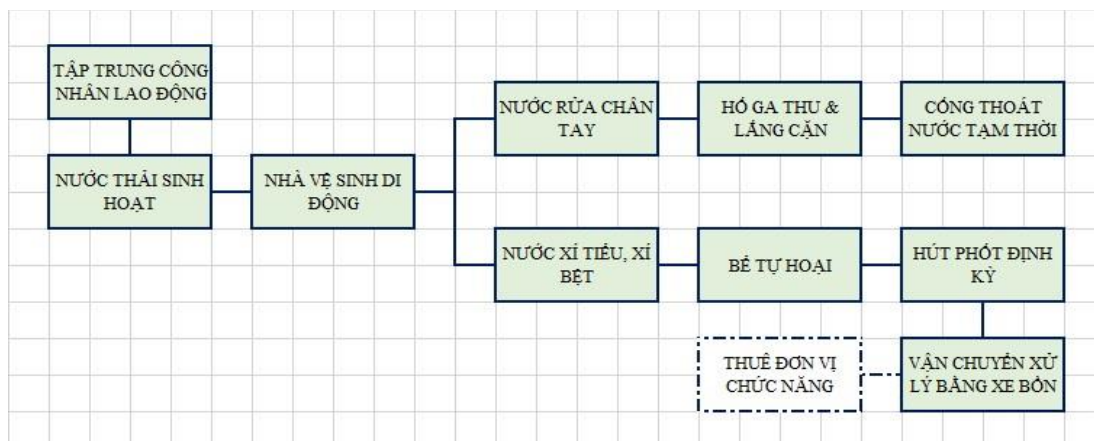 TẬP TRUNG CÔNG
NHÂN LAO ĐỘNG
NƯỚC THẢI SINH
HOẠT
NHÀ VỆ SINH DI
ĐỘNG
NƯỚC RỬA CHÂN
TAY
HỐ GA THU &
LẮNG CẶN
CỐNG THOÁT
NƯỚC TẠM THỜI
NƯỚC XÍ TIỂU, XÍ
BỆT
BỂ TỰ HOẠI
HÚT PHỐT ĐỊNH
KỲ
THUÊ ĐƠN VỊ
CHỨC NĂNG
VẬN CHUYỂN XỬ
LÝ BẰNG XE BỒN